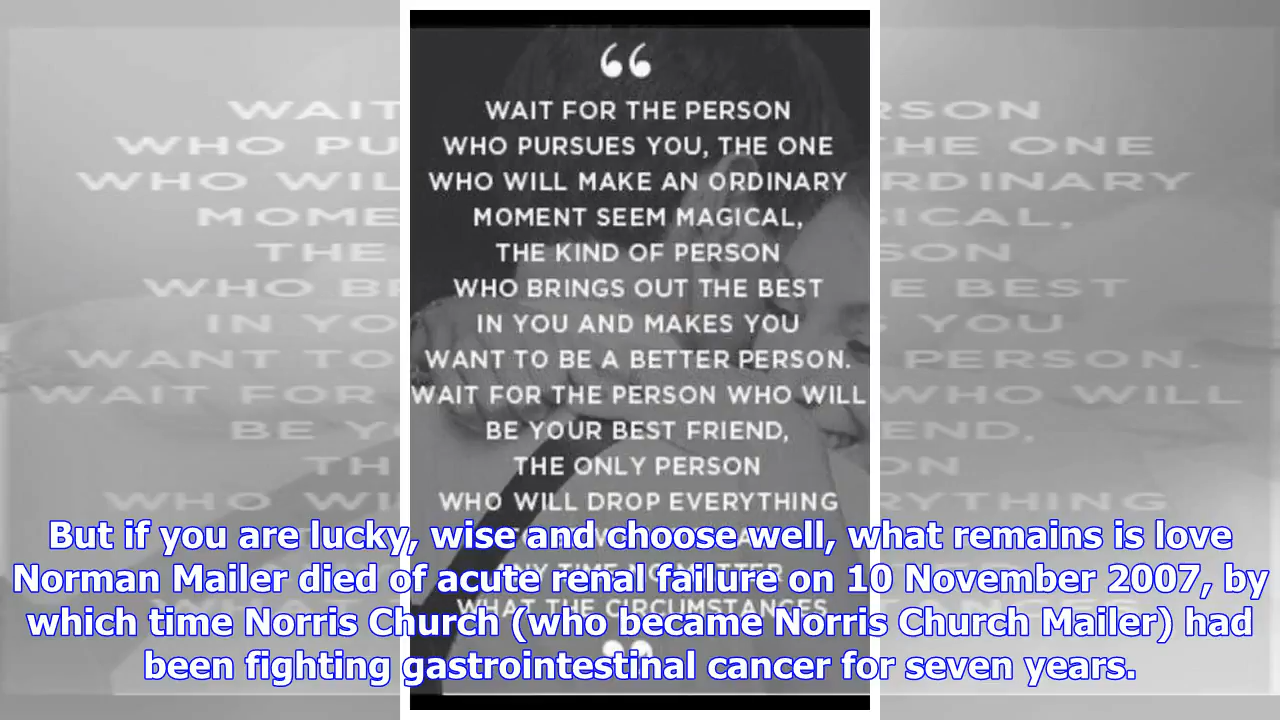 “
WAIT FOR THE PERSON
WHO PURSUES YOU, THE ONE
WHO WILL MAKE AN ORDINARY
MOMENT SEEM MAGICAL,
THE KIND OF PERSON
WHO BRINGS OUT THE BEST
IN YOU AND MAKES YOU
WANT TO BE A BETTER PERSON.
WAIT FOR THE PERSON WHO WILL
BE YOUR BEST FRIEND,
THE ONLY PERSON
WHO WILL DROP EVERYTHING
WHAT THE CIRCUMSTANCES
But if you are lucky, wise and choose well, what remains is love
Norman Mailer died of acute renal failure on 10 November 2007, by
which time Norris Church (who became Norris Church Mailer) had
been fighting gastrointestinal cancer for seven years.